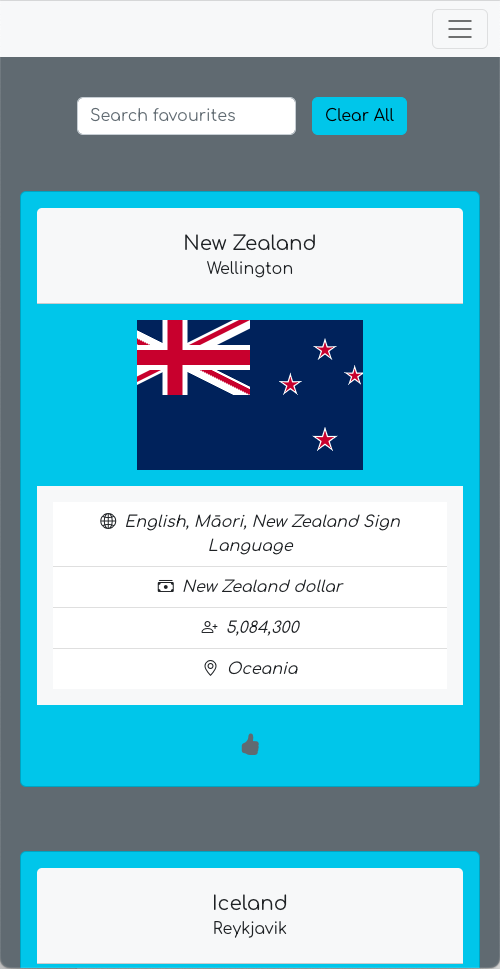 Search favourites
Clear All
New Zealand
Wellington
English, Māori, New Zealand Sign
Language
New Zealand dollar
5,084,300
Oceania
Iceland
Reykjavik